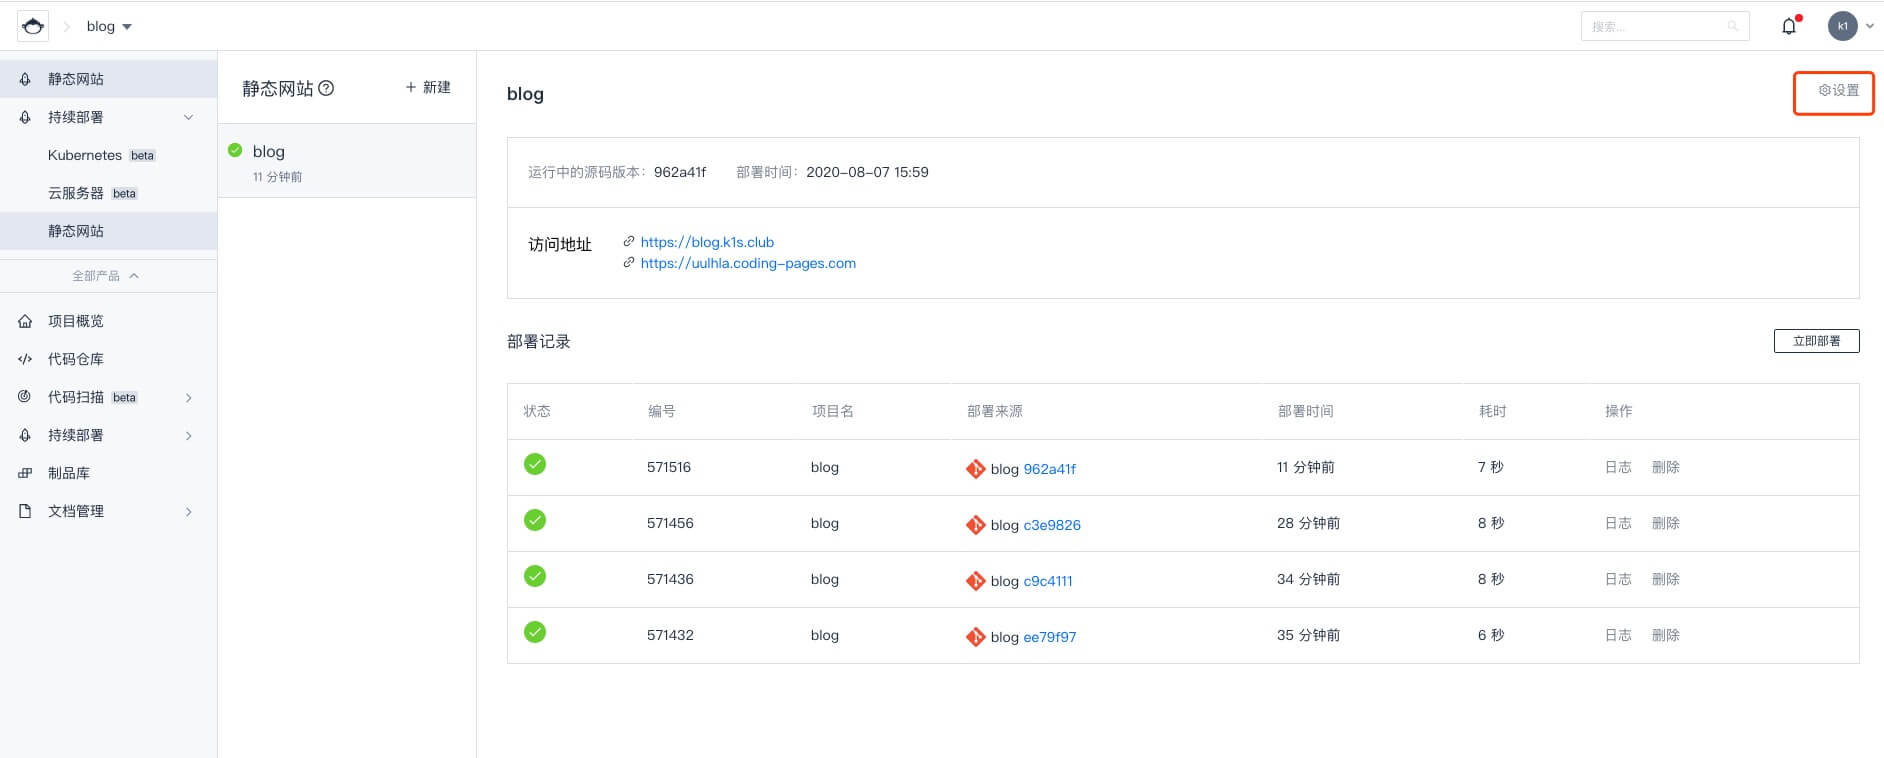 blog
搜索...
k1
静态网站
持续部署
Kubernetes beta
云服务器 beta
静态网站
全部产品
项目概览
代码仓库
代码扫描 beta
持续部署
制品库
文档管理
静态网站
+ 新建
blog
11 分钟前
blog
设置
运行中的源码版本： 962a41f 部署时间： 2020-08-07 15:59
访问地址
https://blog.k1s.club
https://uulhla.coding-pages.com
部署记录
立即部署
状态 编号 项目名 部署来源 部署时间 耗时 操作
571516 blog blog 962a41f 11 分钟前 7 秒 日志 删除
571456 blog blog c3e9826 28 分钟前 8 秒 日志 删除
571436 blog blog c9c4111 34 分钟前 8 秒 日志 删除
571432 blog blog ee79f97 35 分钟前 6 秒 日志 删除